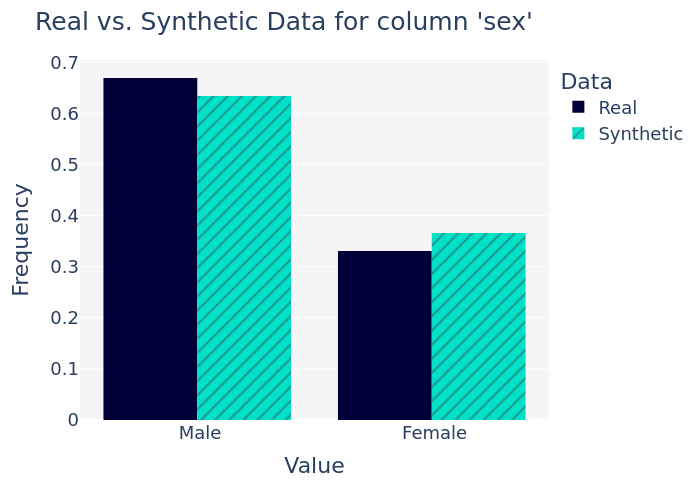 Real vs. Synthetic Data for column 'sex'
Data
Real
Synthetic
Frequency
0.7
0.6
0.5
0.4
0.3
0.2
0.1
0
Male Female
Value